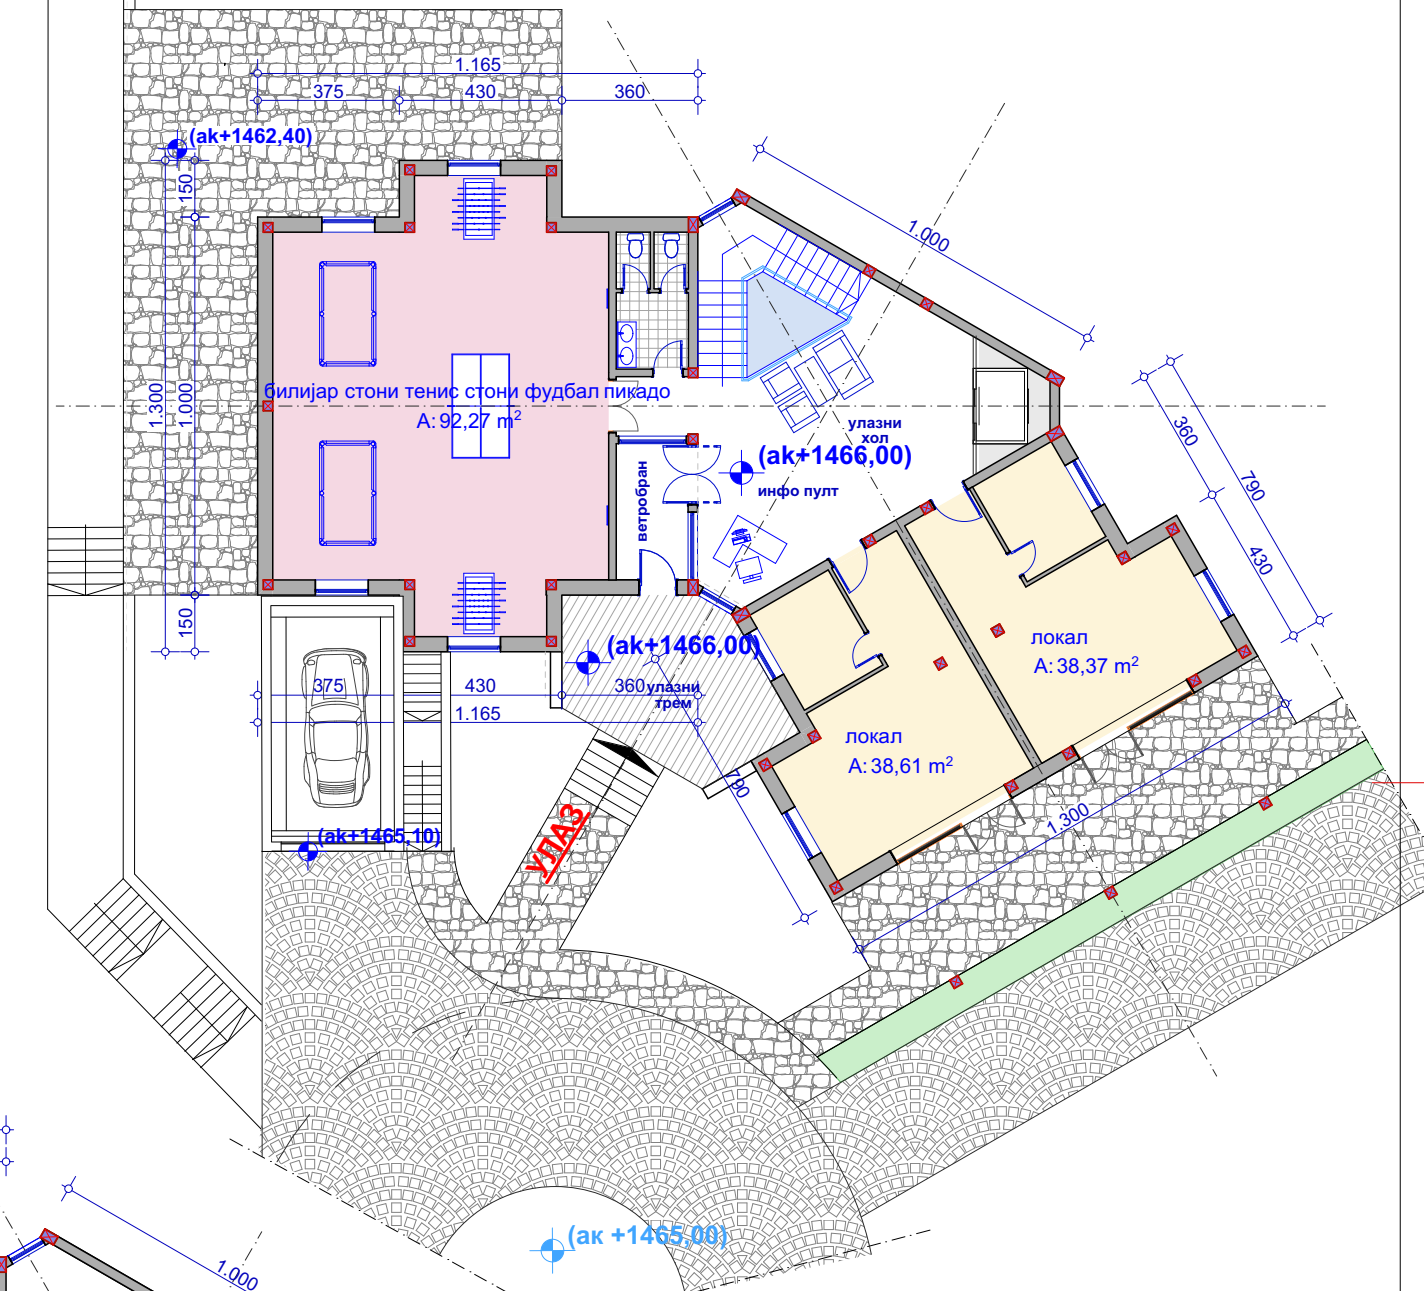 1.165
375
430
360
(ak+1462,40)
150
1.000
1.300
1.000
билијар стони тенис стони фудбал пикадо
A: 92,27 m²
улазни
хол
(ak+1466,00)
инфо пулт
ветробран
360
790
430
150
(ak+1466,00)
улазни
трем
375
430
360
1.165
локал
A: 38,37 m²
локал
A: 38,61 m²
790
1.300
УЛАЗ
(ak+1465,10)
(ак +1465,00)
1.000